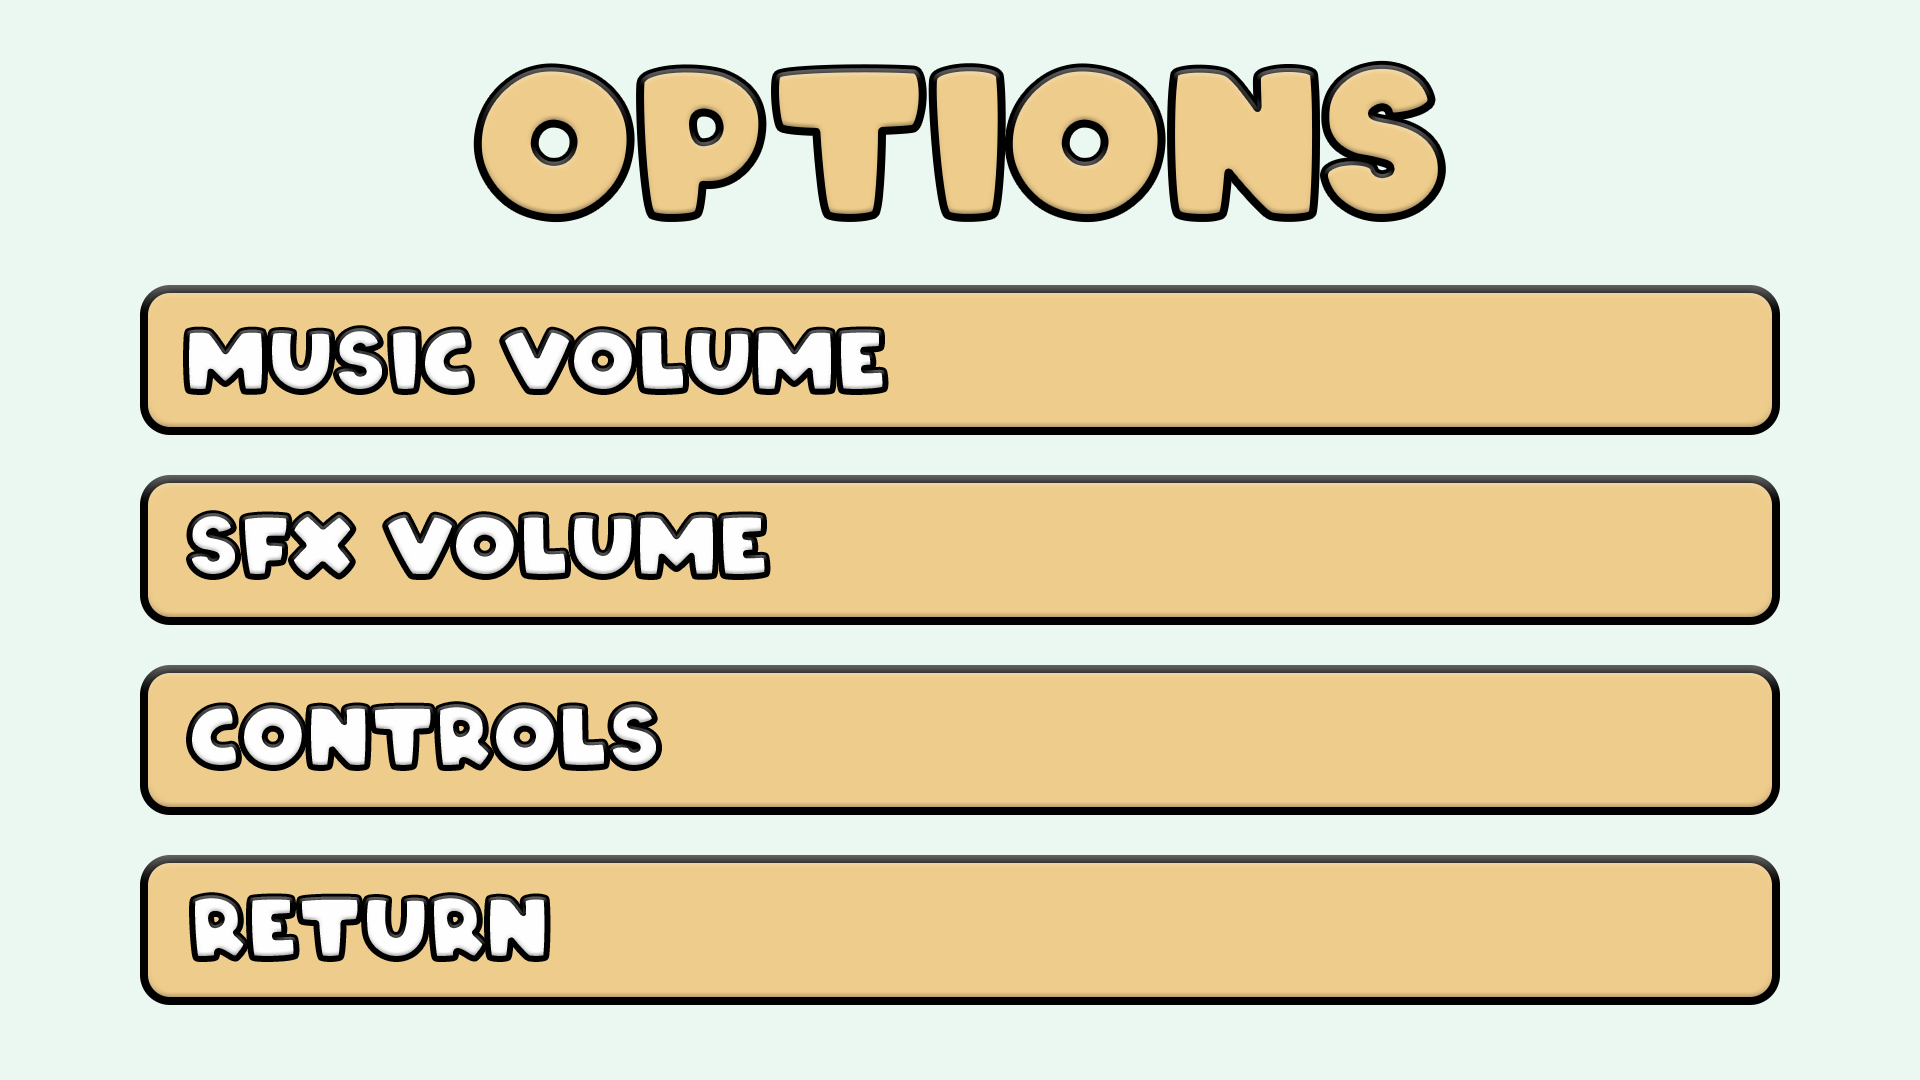 OPTIONS
MUSIC VOLUME
SFX VOLUME
CONTROLS
RETURN